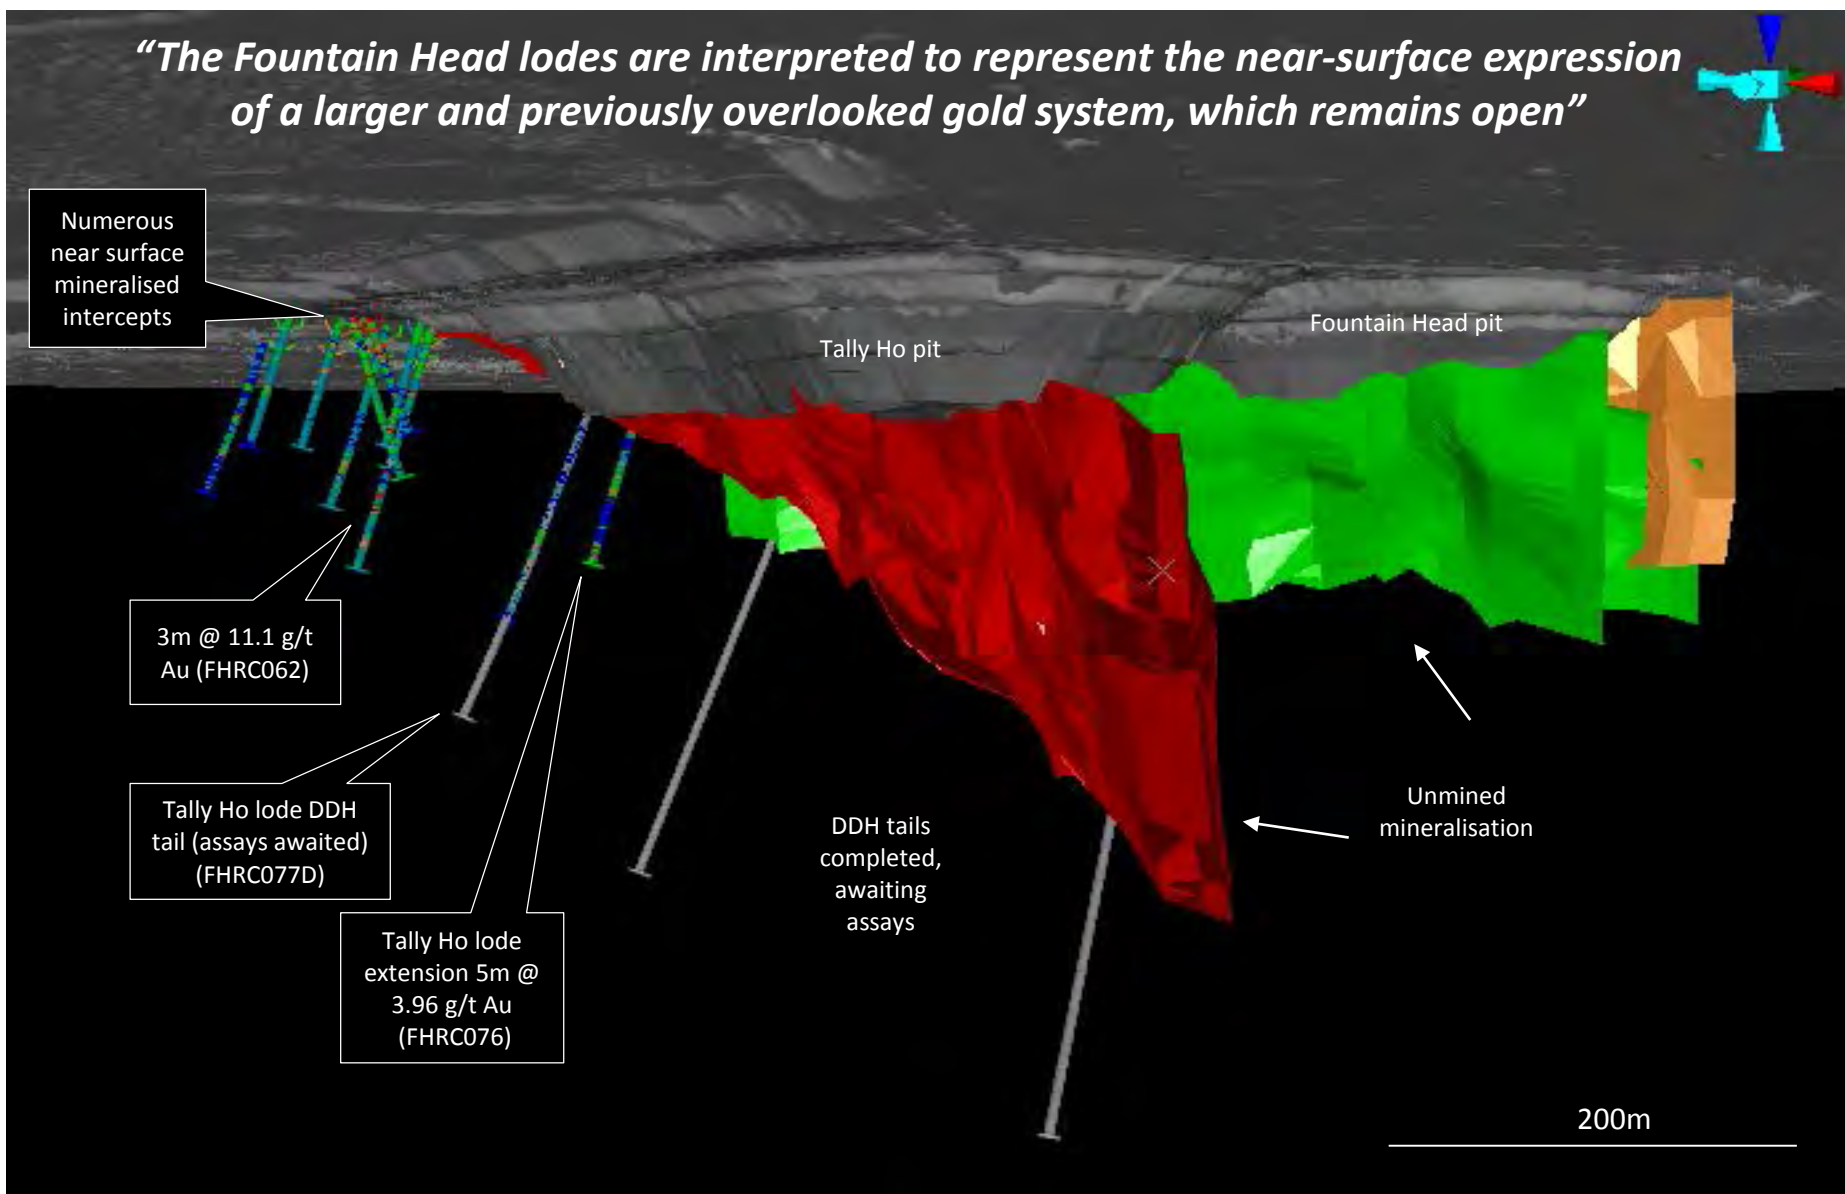 “The Fountain Head lodes are interpreted to represent the near-surface expression
of a larger and previously overlooked gold system, which remains open”
Numerous
near surface
mineralised
intercepts
Tally Ho pit
Fountain Head pit
3m @ 11.1 g/t
Au (FHRC062)
Tally Ho lode DDH
tail (assays awaited)
(FHRC077D)
Tally Ho lode
extension 5m @
3.96 g/t Au
(FHRC076)
DDH tails
completed,
awaiting
assays
Unmined
mineralisation
200m